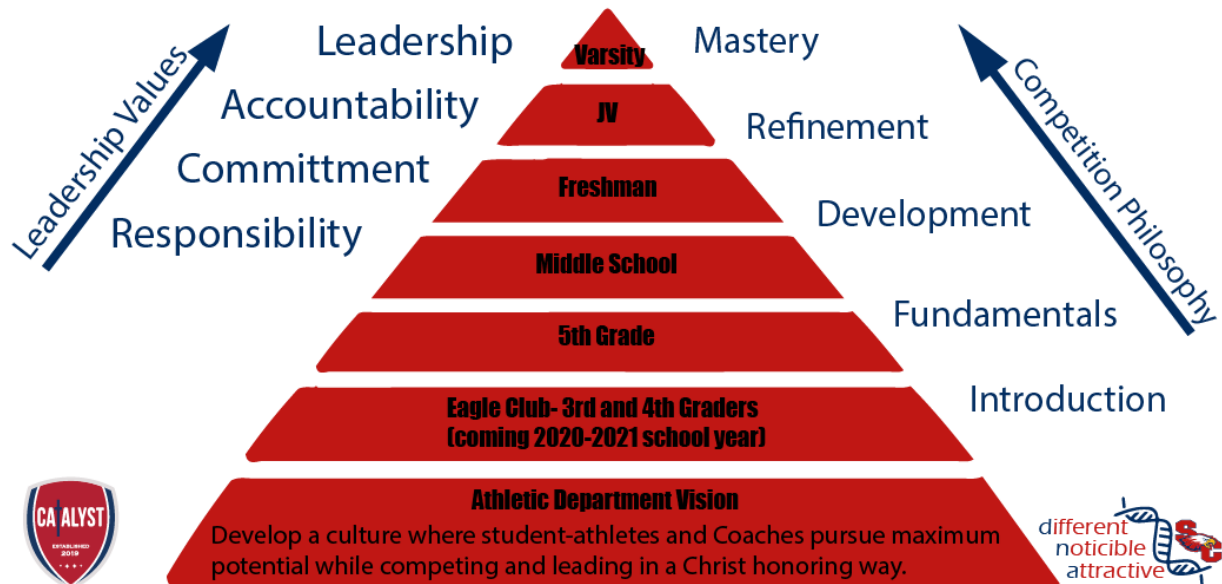 Leadership Values
Leadership
Accountability
Committment
Responsibility
Varsity
JV
Freshman
Middle School
5th Grade
Eagle Club- 3rd and 4th Graders
(coming 2020-2021 school year)
Athletic Department Vision
Develop a culture where student-athletes and Coaches pursue maximum
potential while competing and leading in a Christ honoring way.
Mastery
Refinement
Development
Fundamentals
Introduction
Competition Philosophy
CATALYST
ESTABLISHED
2019
different
noticible
attractive
SC